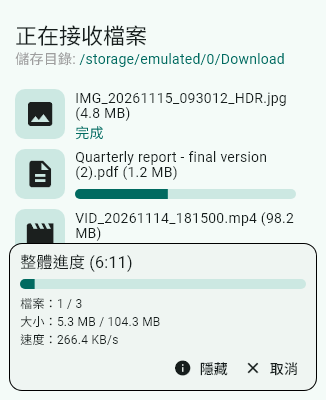 正在接收檔案
儲存目錄: /storage/emulated/0/Download
IMG_20261115_093012_HDR.jpg
(4.8 MB)
完成
Quarterly report - final version
(2).pdf (1.2 MB)
VID_20261114_181500.mp4 (98.2
MB)
整體進度 (6:11)
檔案：1 / 3
大小：5.3 MB / 104.3 MB
速度：266.4 KB/s
隱藏 取消